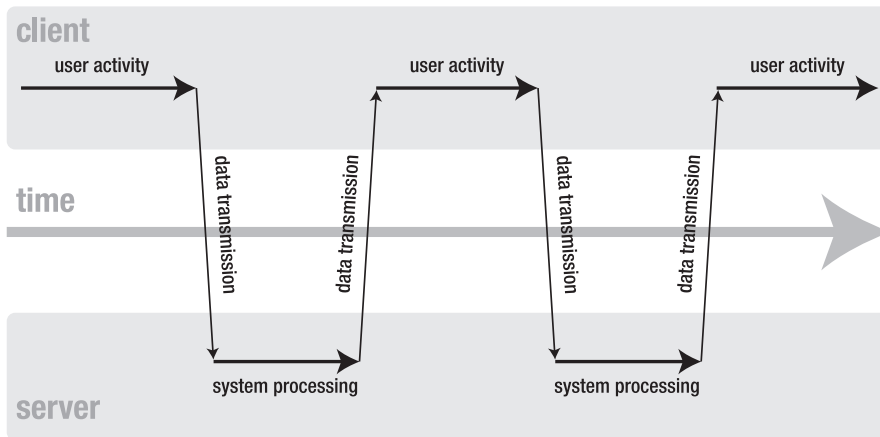 client
user activity
user activity
user activity
data transmission
data transmission
data transmission
data transmission
time
system processing
system processing
server